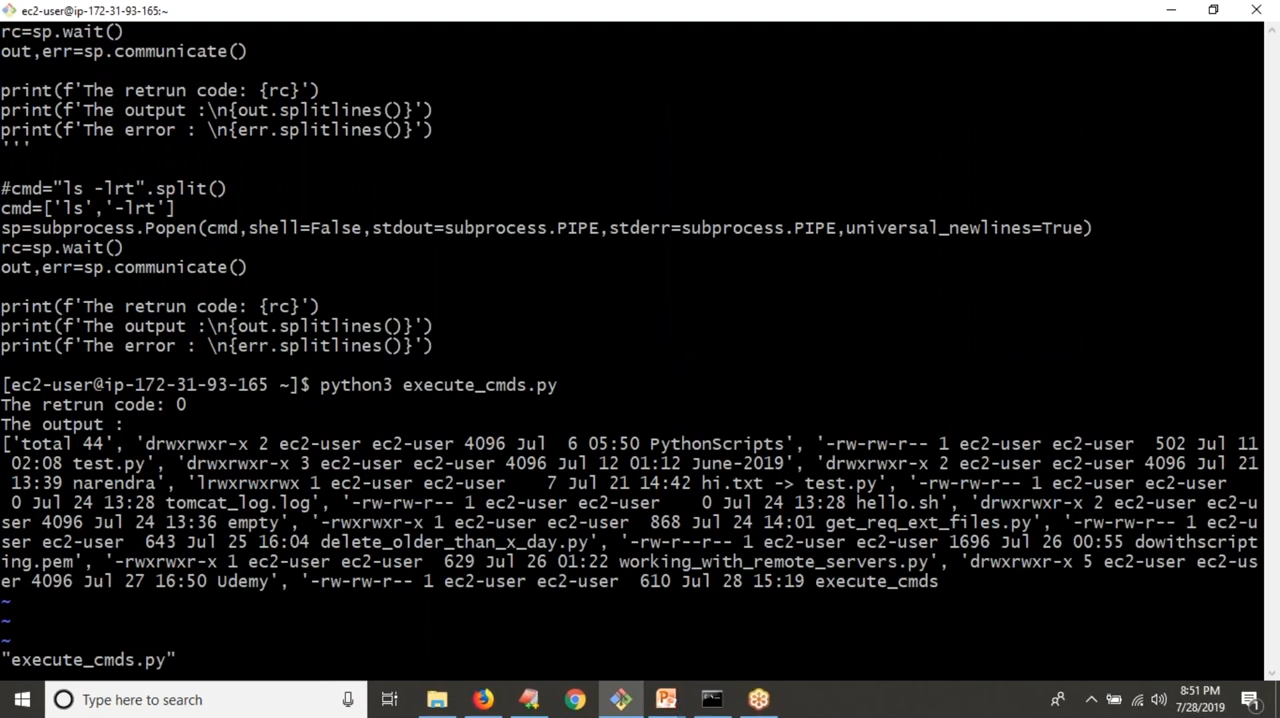 ec2-user@ip-172-31-93-165:~
rc=sp.wait()
out,err=sp.communicate()
print(f'The retrun code: {rc}')
print(f'The output :\n{out.splitlines()}')
print(f'The error : \n{err.splitlines()}')
'''
#cmd="ls -lrt".split()
cmd=['ls','-lrt']
sp=subprocess.Popen(cmd,shell=False,stdout=subprocess.PIPE,stderr=subprocess.PIPE,universal_newlines=True)
rc=sp.wait()
out,err=sp.communicate()
print(f'The retrun code: {rc}')
print(f'The output :\n{out.splitlines()}')
print(f'The error : \n{err.splitlines()}')
[ec2-user@ip-172-31-93-165 ~]$ python3 execute_cmds.py
The retrun code: 0
The output :
['total 44', 'drwxrwxr-x 2 ec2-user ec2-user 4096 Jul  6 05:50 PythonScripts', '-rw-rw-r-- 1 ec2-user ec2-user  502 Jul 11
 02:08 test.py', 'drwxrwxr-x 3 ec2-user ec2-user 4096 Jul 12 01:12 June-2019', 'drwxrwxr-x 2 ec2-user ec2-user 4096 Jul 21
 13:39 narendra', 'lrwxrwxrwx 1 ec2-user ec2-user    7 Jul 21 14:42 hi.txt -> test.py', '-rw-rw-r-- 1 ec2-user ec2-user
 0 Jul 24 13:28 tomcat_log.log', '-rw-rw-r-- 1 ec2-user ec2-user    0 Jul 24 13:28 hello.sh', 'drwxrwxr-x 2 ec2-user ec2-u
ser 4096 Jul 24 13:36 empty', '-rwxrwxr-x 1 ec2-user ec2-user  868 Jul 24 14:01 get_req_ext_files.py', '-rw-rw-r-- 1 ec2-u
ser ec2-user  643 Jul 25 16:04 delete_older_than_x_day.py', '-rw-r--r-- 1 ec2-user ec2-user 1696 Jul 26 00:55 dowithscript
ing.pem', '-rwxrwxr-x 1 ec2-user ec2-user  629 Jul 26 01:22 working_with_remote_servers.py', 'drwxrwxr-x 5 ec2-user ec2-us
er 4096 Jul 27 16:50 Udemy', '-rw-rw-r-- 1 ec2-user ec2-user  610 Jul 28 15:19 execute_cmds
~
~
~
"execute_cmds.py"
Type here to search
8:51 PM
7/28/2019
1